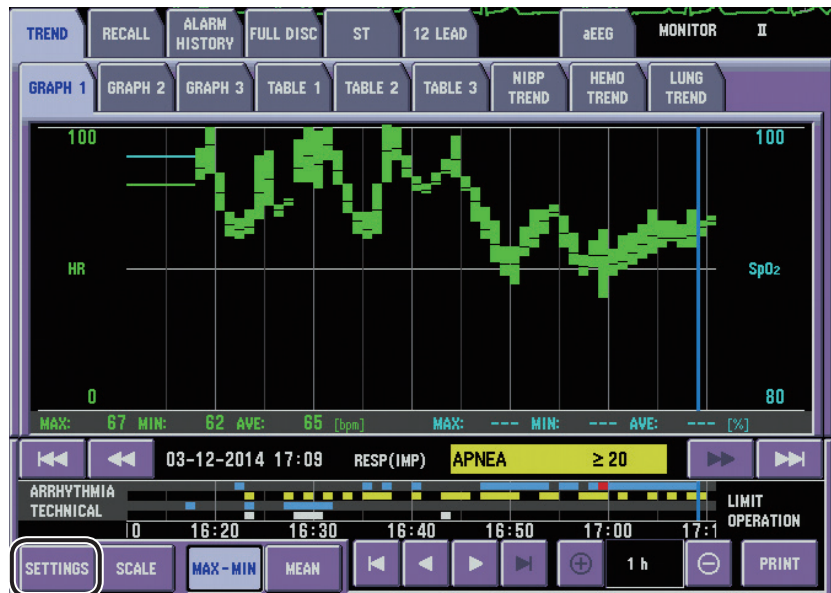 TREND RECALL ALARM HISTORY FULL DISC ST 12 LEAD aEEG MONITOR II
GRAPH 1 GRAPH 2 GRAPH 3 TABLE 1 TABLE 2 TABLE 3 NIBP TREND HEMO TREND LUNG TREND
100 100
HR SpO2
0 80
MAX: 67 MIN: 62 AVE: 65 [bpm] MAX: --- MIN: --- AVE: --- [%]
03-12-2014 17:09 RESP(IMP) APNEA ≥ 20
ARRHYTHMIA
TECHNICAL
LIMIT
OPERATION
0 16:20 16:30 16:40 16:50 17:00 17:1
SETTINGS SCALE MAX-MIN MEAN 1 h PRINT